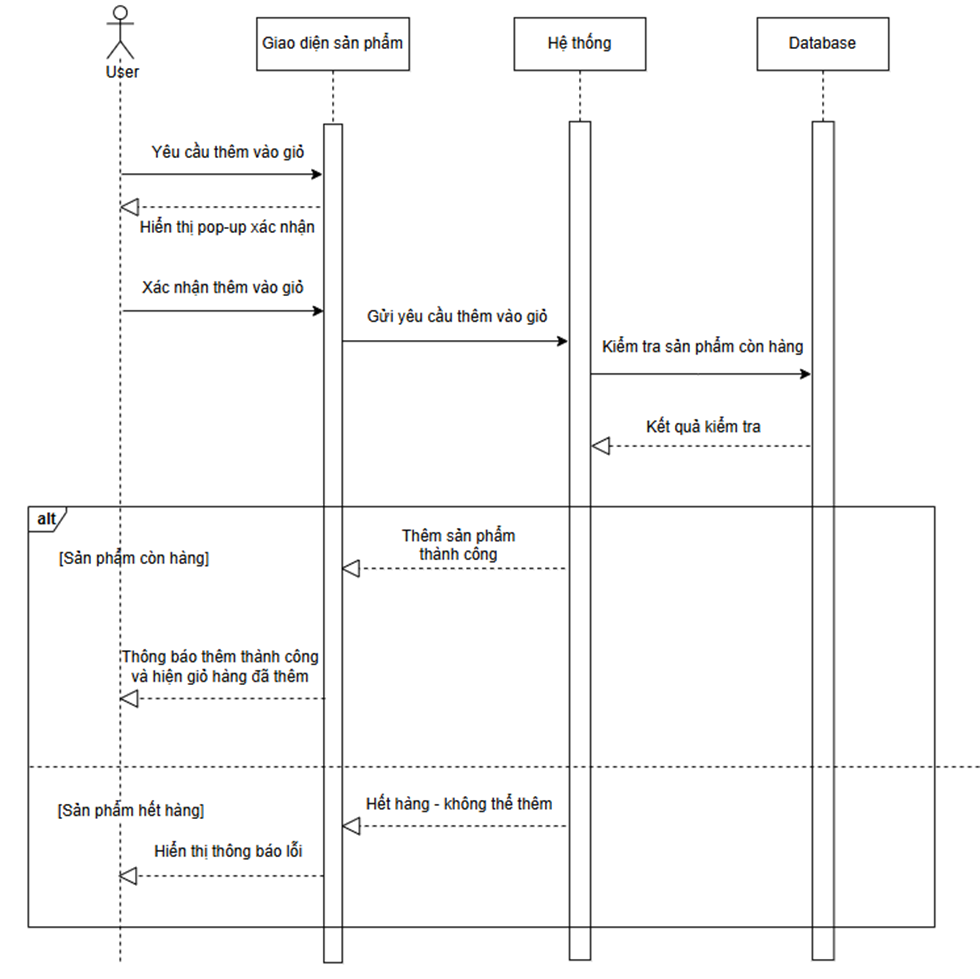 User
Giao diện sản phẩm
Hệ thống
Database
Yêu cầu thêm vào giỏ
Hiển thị pop-up xác nhận
Xác nhận thêm vào giỏ
Gửi yêu cầu thêm vào giỏ
Kiểm tra sản phẩm còn hàng
Kết quả kiểm tra
alt
[Sản phẩm còn hàng]
Thêm sản phẩm
thành công
Thông báo thêm thành công
và hiện giỏ hàng đã thêm
[Sản phẩm hết hàng]
Hết hàng - không thể thêm
Hiển thị thông báo lỗi